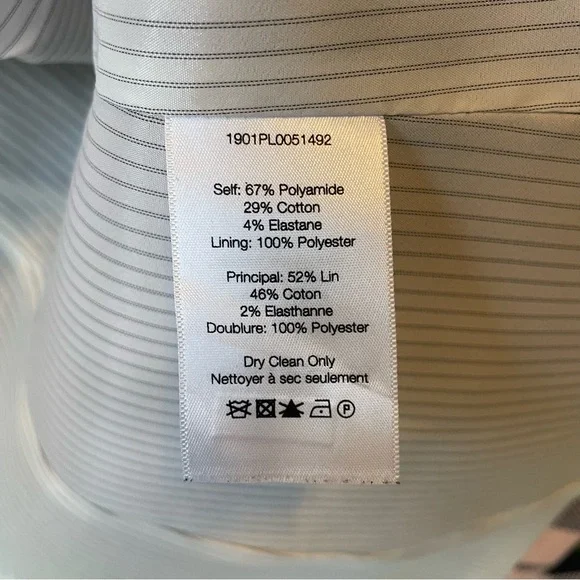 1901PL0051492
Self: 67% Polyamide
29% Cotton
4% Elastane
Lining: 100% Polyester
Principal: 52% Lin
46% Coton
2% Elasthanne
Doublure: 100% Polyester
Dry Clean Only
Nettoyer à sec seulement
P